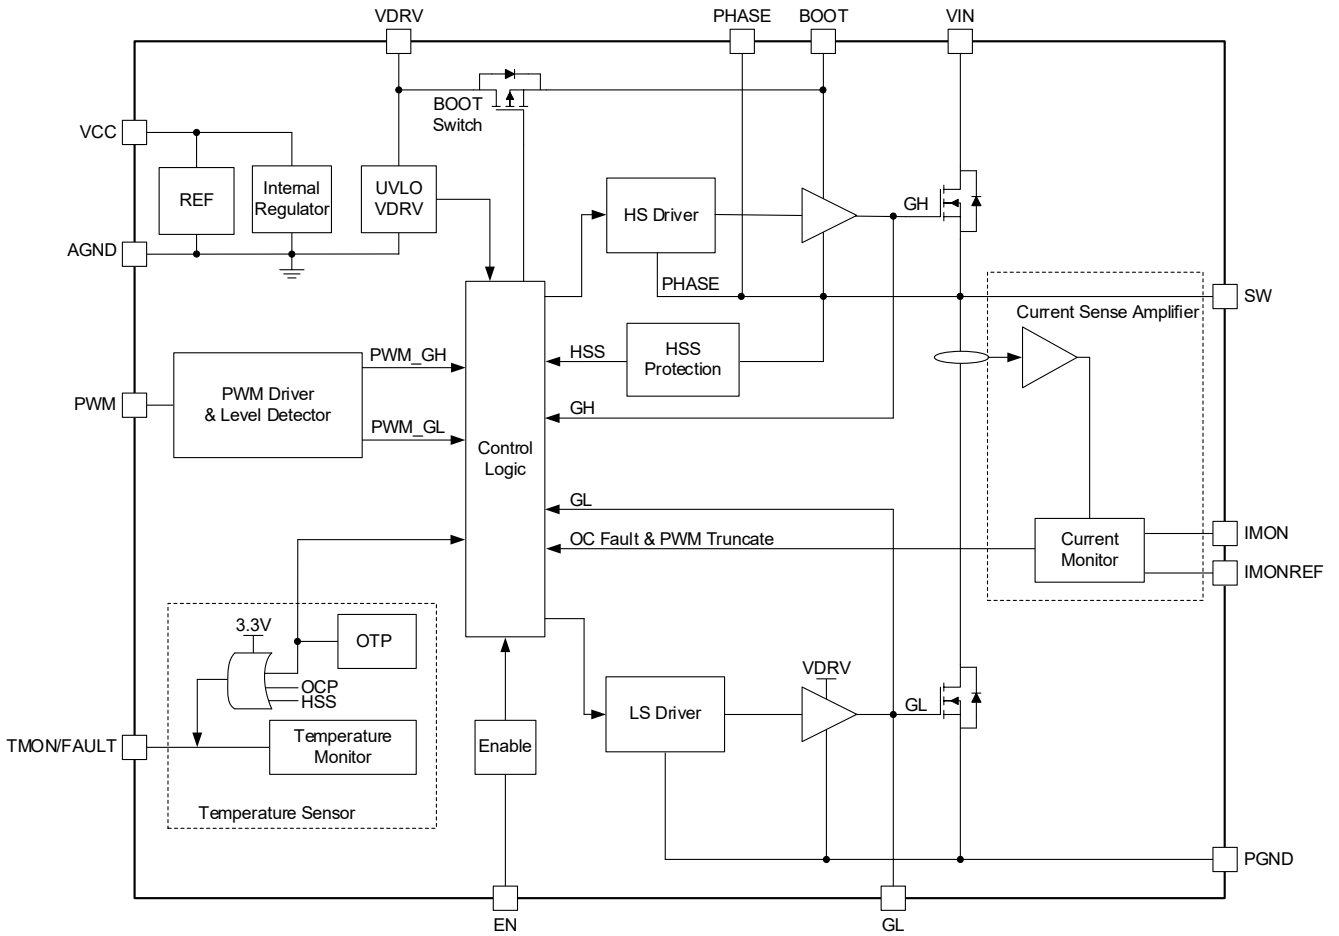 VDRV
PHASE
BOOT
VIN
BOOT
Switch
VCC
REF
Internal
Regulator
UVLO
VDRV
HS Driver
GH
AGND
PHASE
SW
Current Sense Amplifier
HSS
HSS
Protection
PWM_GH
PWM
PWM Driver
& Level Detector
GH
PWM_GL
Control
Logic
GL
OC Fault & PWM Truncate
Current
Monitor
IMON
IMONREF
3.3V
OTP
OCP
HSS
VDRV
LS Driver
GL
TMON/FAULT
Temperature
Monitor
Enable
Temperature Sensor
PGND
EN
GL